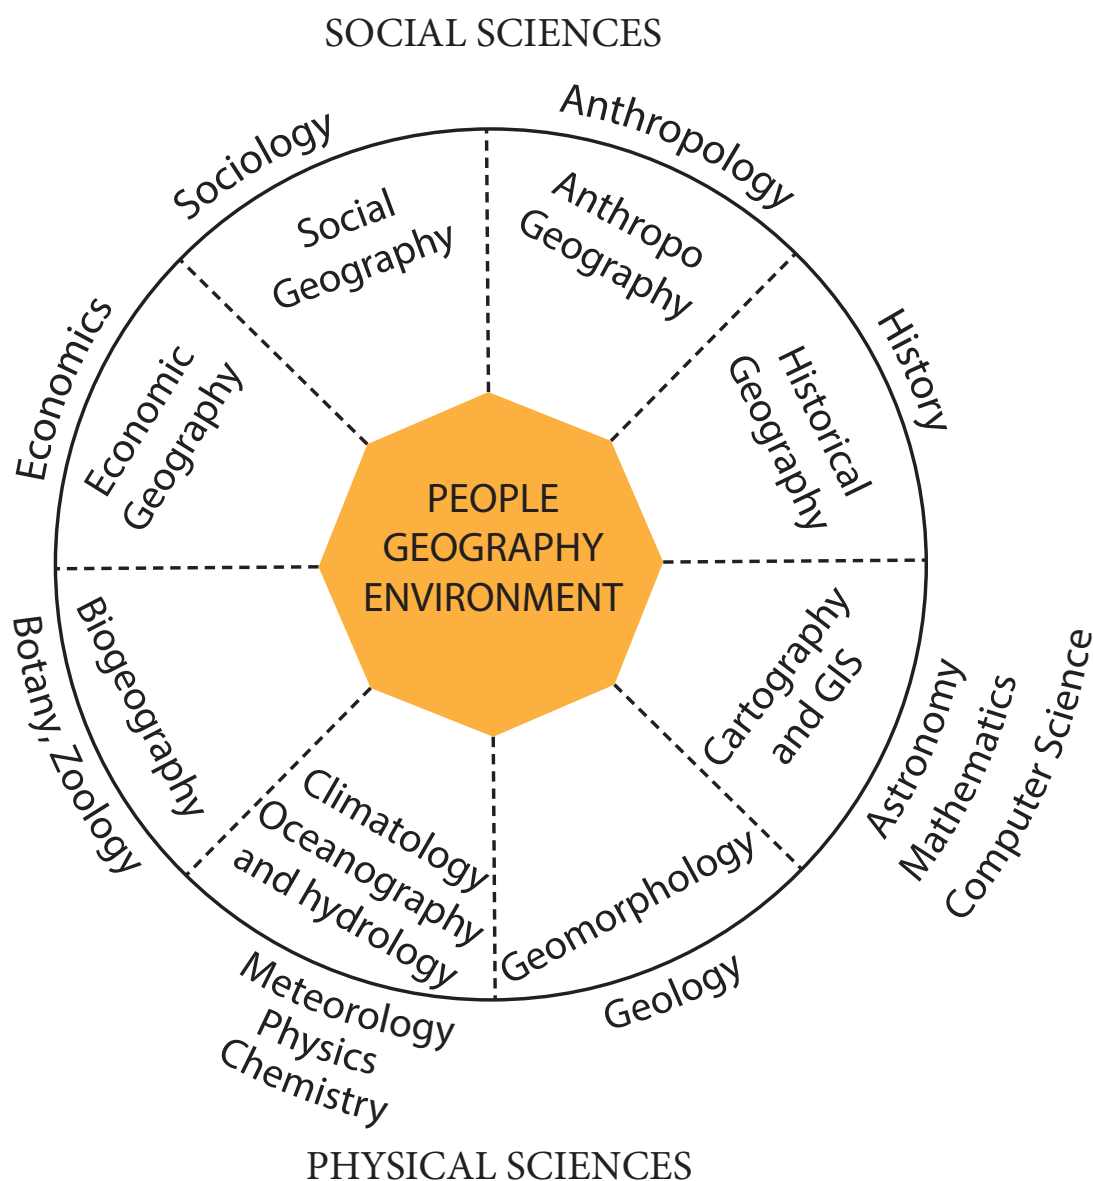 SOCIAL SCIENCES
Anthropology
Sociology
Anthropo
Geography
Social
Geography
History
Economics
Historical
Geography
Economic
Geography
PEOPLE
GEOGRAPHY
ENVIRONMENT
Cartography
and GIS
Astronomy
Mathematics
Computer Science
Biogeography
Botany, Zoology
Climatology
Oceanography
and hydrology
Geomorphology
Geology
Meteorology
Physics
Chemistry
PHYSICAL SCIENCES